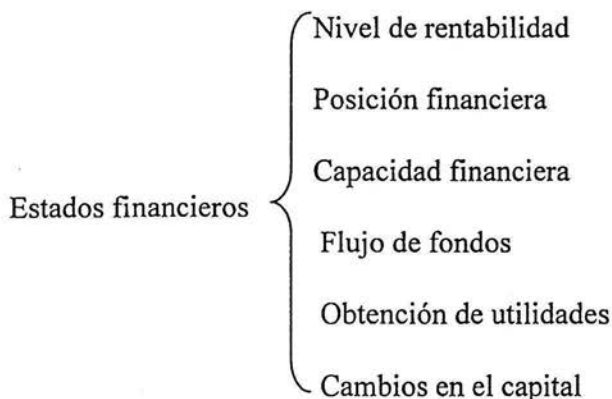 Nivel de rentabilidad
Posición financiera
Capacidad financiera
Estados financieros
Flujo de fondos
Obtención de utilidades
Cambios en el capital